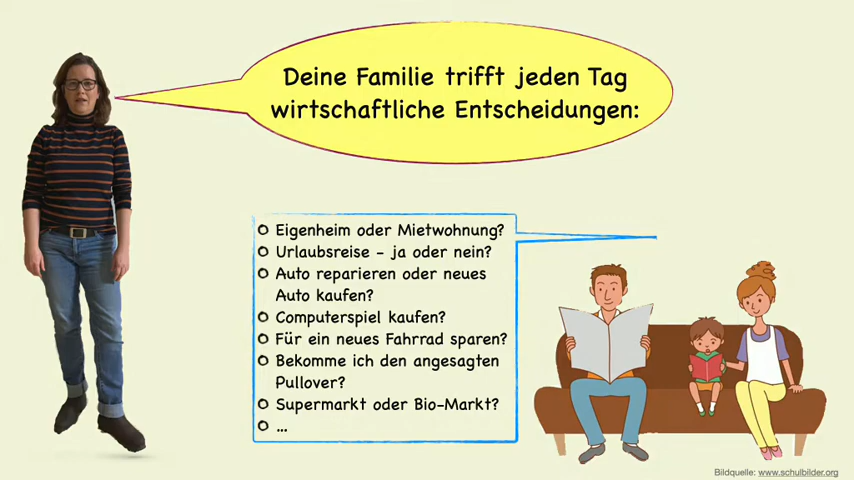 Deine Familie trifft jeden Tag
wirtschaftliche Entscheidungen:
Eigenheim oder Mietwohnung?
Urlaubsreise - ja oder nein?
Auto reparieren oder neues
Auto kaufen?
Computerspiel kaufen?
Für ein neues Fahrrad sparen?
Bekomme ich den angesagten
Pullover?
Supermarkt oder Bio-Markt?
...
Bildquelle: www.schulbilder.org